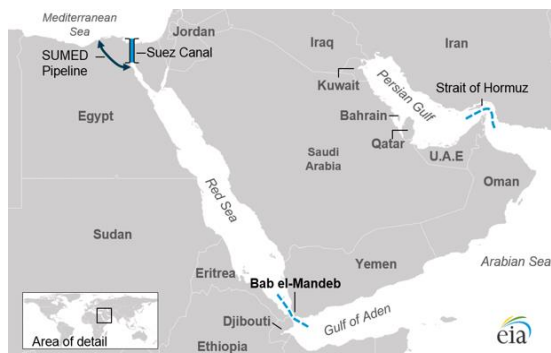 Mediterranean
Sea
SUMED
Pipeline
Suez Canal
Jordan
Iraq
Iran
Kuwait
Strait of Hormuz
Egypt
Persian Gulf
Bahrain
Qatar
Saudi
Arabia
U.A.E
Oman
Red Sea
Sudan
Arabian Sea
Eritrea
Yemen
Bab el-Mandeb
Gulf of Aden
Djibouti
Ethiopia
Area of detail
eia